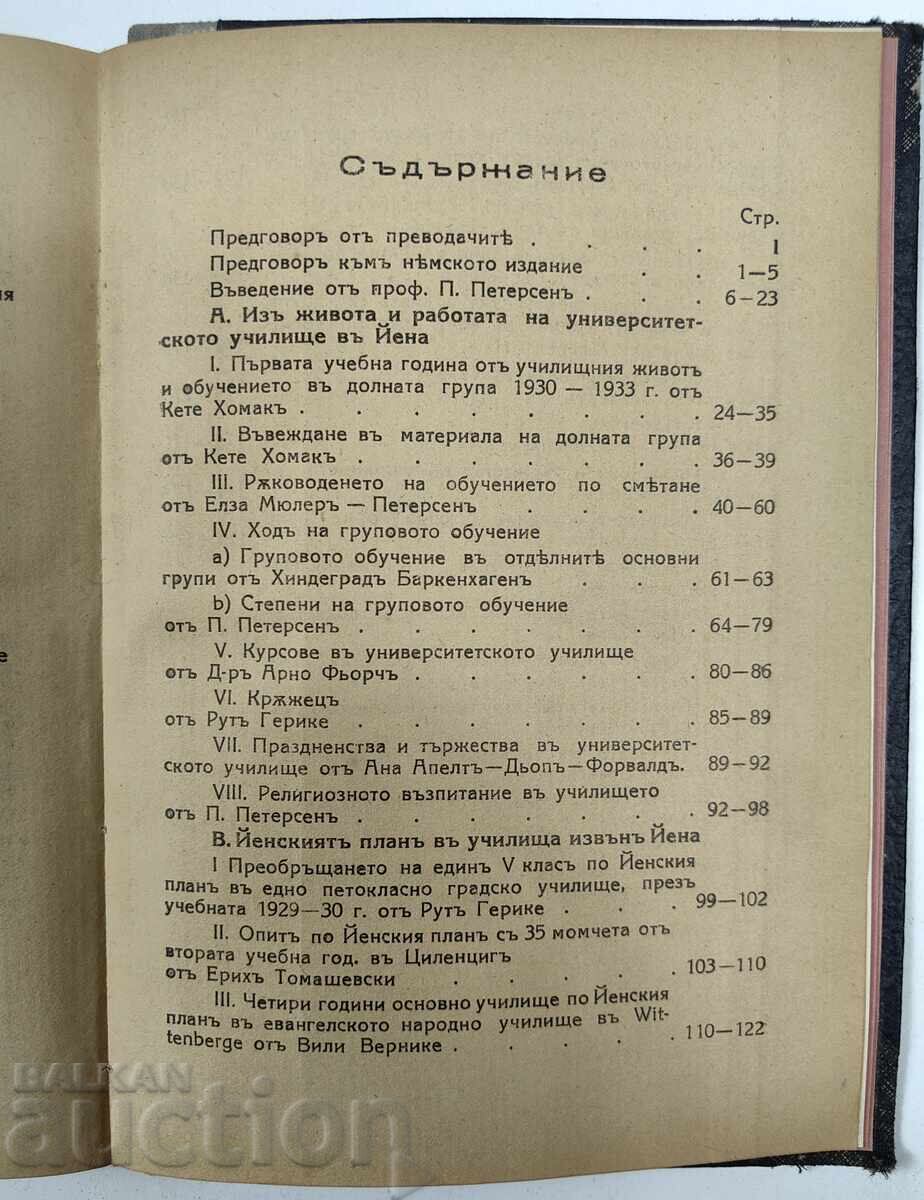 Съдържание
Стр.
Предговоръ отъ преводачитѣ . . . . I
Предговоръ къмъ нѣмското издание . . 1—5
Въведение отъ проф. П. Петерсенъ . . . 6—23
А. Изъ живота и работата на университет-
ското училище въ Йена
I. Първата учебна година отъ училищния животъ
и обучението въ долната група 1930 — 1933 г. отъ
Кете Хомакъ . . . . . . . . 24—35
II. Въвеждане въ материала на долната група
отъ Кете Хомакъ . . . . . . . 36—39
III. Рѫководенето на обучението по смѣтане
отъ Елза Мюлеръ — Петерсенъ . . . . 40—60
IV. Ходъ на груповото обучение
а) Груповото обучение въ отдѣлнитѣ основни
групи отъ Хиндеградъ Баркенхагенъ . . . 61—63
b) Степени на груповото обучение
отъ П. Петерсенъ . . . . . . . 64—79
V. Курсове въ университетското училище
отъ Д-ръ Арно Фьорчъ . . . . . . 80—86
VI. Крѫжецъ
отъ Рутъ Герике . . . . . . . 85—89
VII. Праздненства и тържества въ университет-
ското училище отъ Ана Апелтъ—Дьопъ—Форвалдъ. 89—92
VIII. Религиозното възпитание въ училището
отъ П. Петерсенъ . . . . . . . 92—98
В. Йенскиятъ планъ въ училища извънъ Йена
I Преобръщането на единъ V класъ по Йенския
планъ въ едно петокласно градско училище, презъ
учебната 1929—30 г. отъ Рутъ Герике . . . 99—102
II. Опитъ по Йенския планъ съ 35 момчета отъ
втората учебна год. въ Циленцигъ
отъ Ерихъ Томашевски . . . . . . 103—110
III. Четири години основно училище по Йенския
планъ въ евангелското народно училище въ Wit-
tenberge отъ Вили Вернике . . . . . 110—122
ия
е
BALKAN
auction